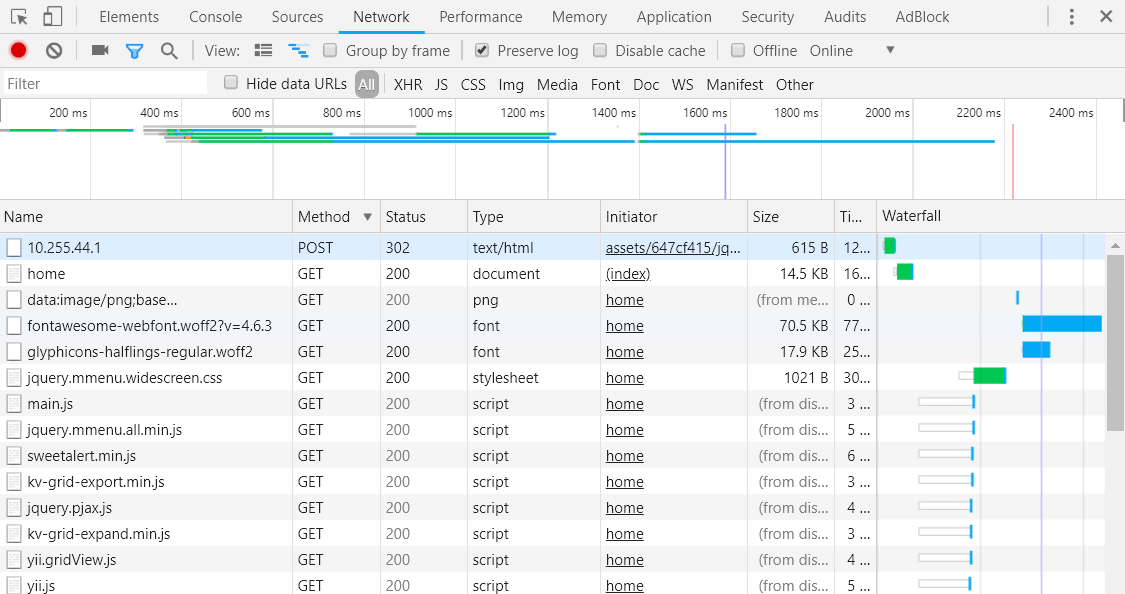 Elements Console Sources Network Performance Memory Application Security Audits AdBlock
View: Group by frame Preserve log Disable cache Offline Online
Filter Hide data URLs All XHR JS CSS Img Media Font Doc WS Manifest Other
200 ms 400 ms 600 ms 800 ms 1000 ms 1200 ms 1400 ms 1600 ms 1800 ms 2000 ms 2200 ms 2400 ms
Name Method Status Type Initiator Size Ti... Waterfall
10.255.44.1 POST 302 text/html assets/647cf415/jq... 615 B 12...
home GET 200 document (index) 14.5 KB 16...
data:image/png;base... GET 200 png home (from me... 0 ...
fontawesome-webfont.woff2?v=4.6.3 GET 200 font home 70.5 KB 77...
glyphicons-halflings-regular.woff2 GET 200 font home 17.9 KB 25...
jquery.mmenu.widescreen.css GET 200 stylesheet home 1021 B 30...
main.js GET 200 script home (from dis... 3 ...
jquery.mmenu.all.min.js GET 200 script home (from dis... 5 ...
sweetalert.min.js GET 200 script home (from dis... 6 ...
kv-grid-export.min.js GET 200 script home (from dis... 3 ...
jquery.pjax.js GET 200 script home (from dis... 4 ...
kv-grid-expand.min.js GET 200 script home (from dis... 3 ...
yii.gridView.js GET 200 script home (from dis... 4 ...
yii.js GET 200 script home (from dis... 5 ...